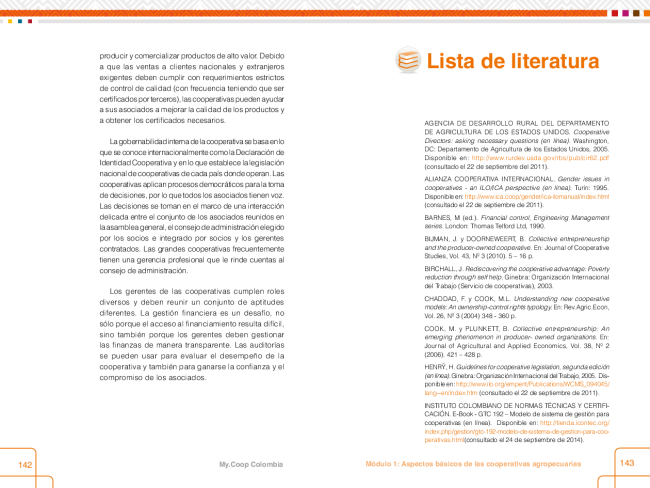 producir y comercializar productos de alto valor. Debido
a que las ventas a clientes nacionales y extranjeros
exigentes deben cumplir con requerimientos estrictos
de control de calidad (con frecuencia teniendo que ser
certificados por terceros), las cooperativas pueden ayudar
a sus asociados a mejorar la calidad de los productos y
a obtener los certificados necesarios.
La gobernabilidad interna de la cooperativa se basa en lo
que se conoce internacionalmente como la Declaración de
Identidad Cooperativa y en lo que establece la legislación
nacional de cooperativas de cada país donde operan. Las
cooperativas aplican procesos democráticos para la toma
de decisiones, por lo que todos los asociados tienen voz.
Las decisiones se toman en el marco de una interacción
delicada entre el conjunto de los asociados reunidos en
la asamblea general, el consejo de administración elegido
por los socios e integrado por socios y los gerentes
contratados. Las grandes cooperativas frecuentemente
tienen una gerencia profesional que le rinde cuentas al
consejo de administración.
Los gerentes de las cooperativas cumplen roles
diversos y deben reunir un conjunto de aptitudes
diferentes. La gestión financiera es un desafío, no
sólo porque el acceso al financiamiento resulta difícil,
sino también porque los gerentes deben gestionar
las finanzas de manera transparente. Las auditorías
se pueden usar para evaluar el desempeño de la
cooperativa y también para ganarse la confianza y el
compromiso de los asociados.
142
My.Coop Colombia
Lista de literatura
AGENCIA DE DESARROLLO RURAL DEL DEPARTAMENTO
DE AGRICULTURA DE LOS ESTADOS UNIDOS. Cooperative
Directors: asking necessary questions (en línea). Washington,
DC: Departamento de Agricultura de los Estados Unidos, 2005.
Disponible en: http://www.rurdev.usda.gov/rbs/pub/cir62.pdf
(consultado el 22 de septiembre del 2011).
ALIANZA COOPERATIVA INTERNACIONAL. Gender issues in
cooperatives - an ILO/ICA perspective (en línea). Turín: 1995.
Disponible en: http://www.ica.coop/gender/ica-ilomanual/index.html
(consultado el 22 de septiembre de 2011).
BARNES, M (ed.). Financial control, Engineering Management
series. London: Thomas Telford Ltd, 1990.
BIJMAN, J. y DOORNEWEERT, B. Collective entrepreneurship
and the producer-owned cooperative. En: Journal of Cooperative
Studies, Vol. 43, Nº 3 (2010). 5 – 16 p.
BIRCHALL, J. Rediscovering the cooperative advantage: Poverty
reduction through self help. Ginebra: Organización Internacional
del Trabajo (Servicio de cooperativas), 2003.
CHADDAD, F. y COOK, M.L. Understanding new cooperative
models: An ownership-control rights typology. En: Rev. Agric. Econ,
Vol. 26, Nº 3 (2004) 348 - 360 p.
COOK, M. y PLUNKETT, B. Collective entrepreneurship: An
emerging phenomenon in producer- owned organizations. En:
Journal of Agricultural and Applied Economics, Vol. 38, Nº 2
(2006). 421 – 428 p.
HENRŸ, H. Guidelines for cooperative legislation, segunda edición
(en línea). Ginebra: Organización Internacional del Trabajo, 2005. Dis-
ponible en: http://www.ilo.org/empent/Publications/WCMS_094045/
lang--en/index.htm (consultado el 22 de septiembre de 2011).
INSTITUTO COLOMBIANO DE NORMAS TÉCNICAS Y CERTIFI-
CACIÓN. E-Book - GTC 192 – Modelo de sistema de gestión para
cooperativas (en línea). Disponible en: http://tienda.icontec.org/
index.php/gestion/gtc-192-modelo-de-sistema-de-gestion-para-coo-
perativas.html(consultado el 24 de septiembre de 2014).
Módulo 1: Aspectos básicos de las cooperativas agropecuarias
143